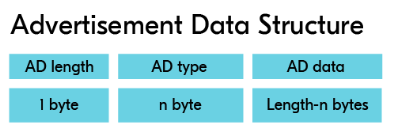 Advertisement Data Structure
AD length AD type AD data
1 byte n byte Length-n bytes